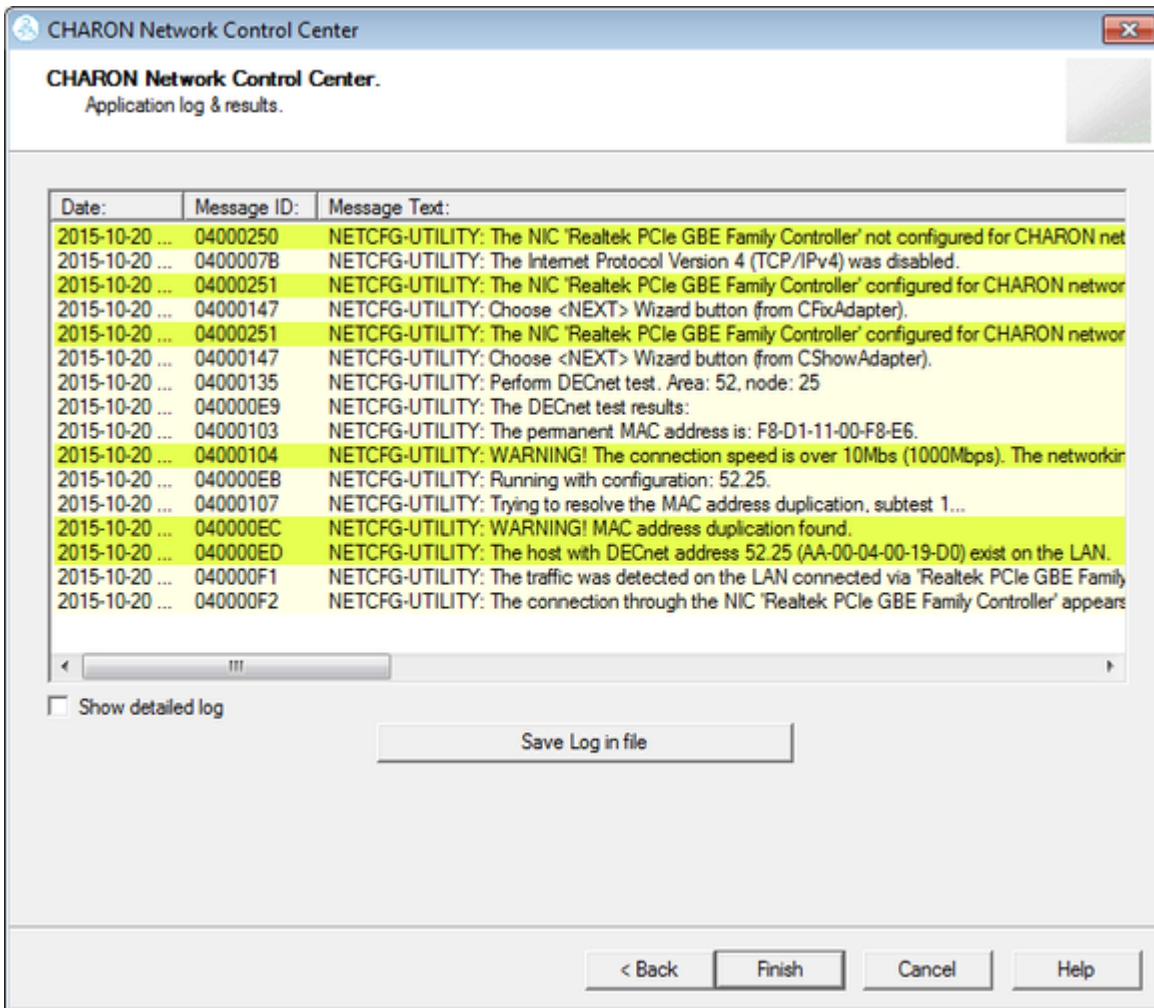 CHARON Network Control Center
CHARON Network Control Center.
Application log & results.
Date: Message ID: Message Text:
2015-10-20 ... 04000250 NETCFG-UTILITY: The NIC 'Realtek PCIe GBE Family Controller' not configured for CHARON net
2015-10-20 ... 0400007B NETCFG-UTILITY: The Internet Protocol Version 4 (TCP/IPv4) was disabled.
2015-10-20 ... 04000251 NETCFG-UTILITY: The NIC 'Realtek PCIe GBE Family Controller' configured for CHARON networ
2015-10-20 ... 04000147 NETCFG-UTILITY: Choose <NEXT> Wizard button (from CFixAdapter).
2015-10-20 ... 04000251 NETCFG-UTILITY: The NIC 'Realtek PCIe GBE Family Controller' configured for CHARON networ
2015-10-20 ... 04000147 NETCFG-UTILITY: Choose <NEXT> Wizard button (from CShowAdapter).
2015-10-20 ... 04000135 NETCFG-UTILITY: Perform DECnet test. Area: 52, node: 25
2015-10-20 ... 040000E9 NETCFG-UTILITY: The DECnet test results:
2015-10-20 ... 04000103 NETCFG-UTILITY: The permanent MAC address is: F8-D1-11-00-F8-E6.
2015-10-20 ... 04000104 NETCFG-UTILITY: WARNING! The connection speed is over 10Mbs (1000Mbps). The networkin
2015-10-20 ... 040000EB NETCFG-UTILITY: Running with configuration: 52.25.
2015-10-20 ... 04000107 NETCFG-UTILITY: Trying to resolve the MAC address duplication, subtest 1...
2015-10-20 ... 040000EC NETCFG-UTILITY: WARNING! MAC address duplication found.
2015-10-20 ... 040000ED NETCFG-UTILITY: The host with DECnet address 52.25 (AA-00-04-00-19-D0) exist on the LAN.
2015-10-20 ... 040000F1 NETCFG-UTILITY: The traffic was detected on the LAN connected via "Realtek PCIe GBE Family
2015-10-20 ... 040000F2 NETCFG-UTILITY: The connection through the NIC 'Realtek PCIe GBE Family Controller' appears
Show detailed log
Save Log in file
< Back Finish Cancel Help